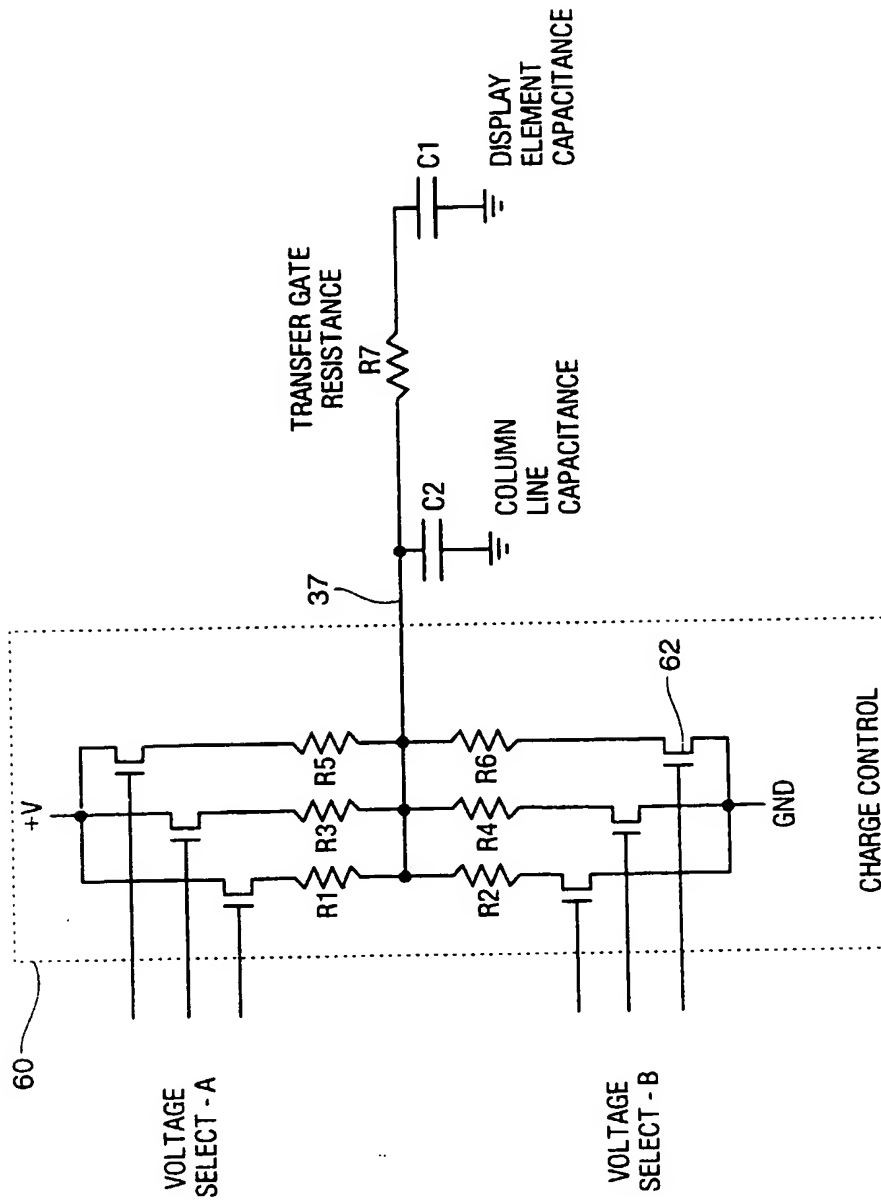 60
VOLTAGE
SELECT - A
VOLTAGE
SELECT - B
+V
R1
R3
R5
R2
R4
R6
62
GND
CHARGE CONTROL
37
C2
COLUMN
LINE
CAPACITANCE
TRANSFER GATE
RESISTANCE
R7
C1
DISPLAY
ELEMENT
CAPACITANCE